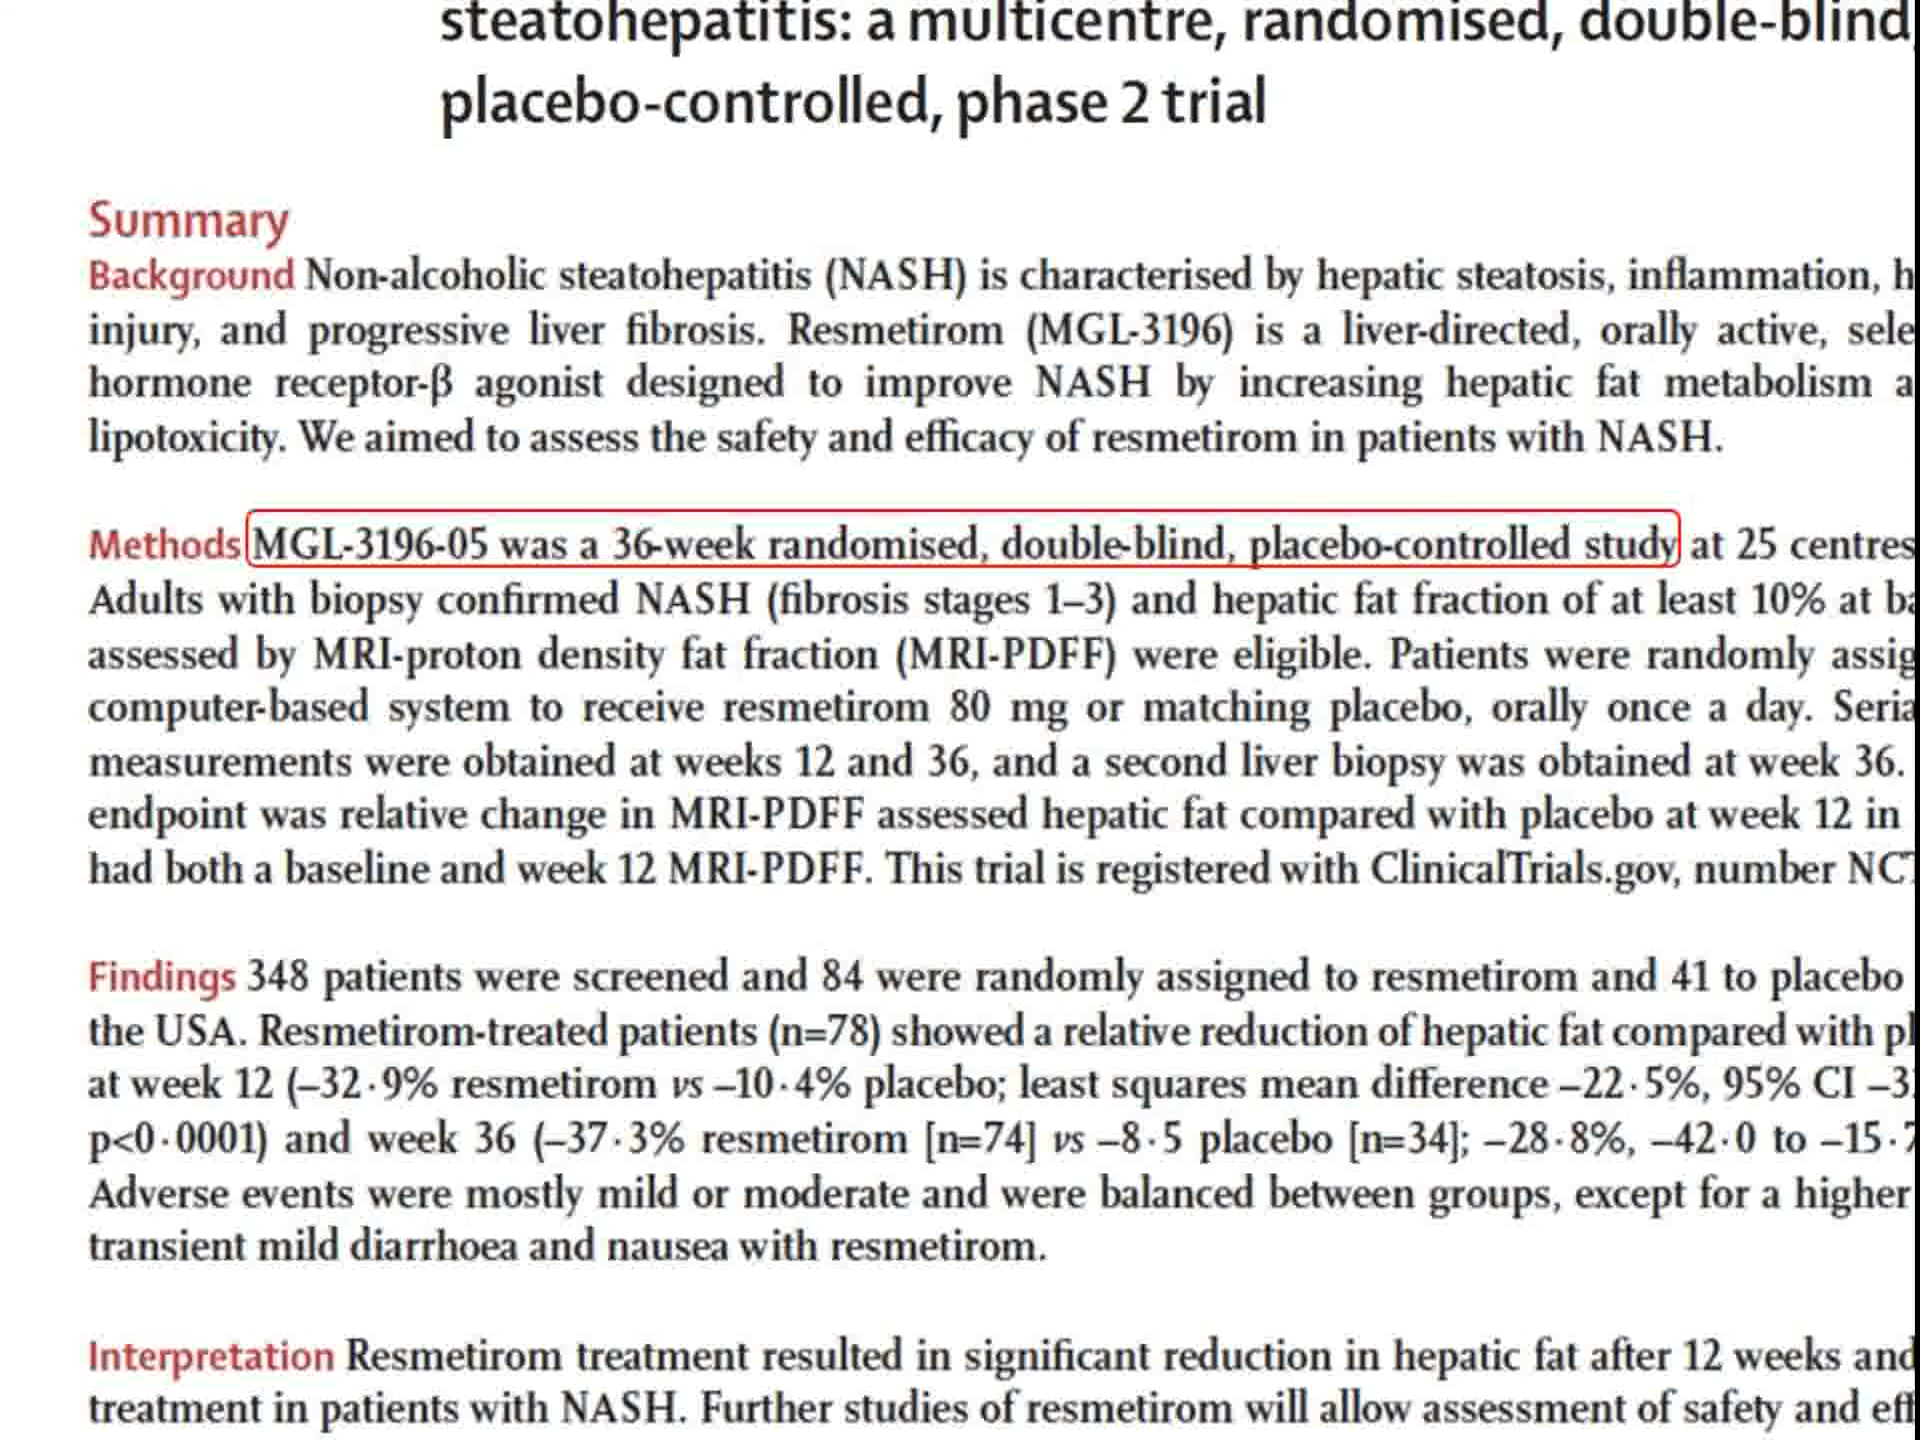 steatohepatitis: a multicentre, randomised, double-blind,
placebo-controlled, phase 2 trial
Summary
Background Non-alcoholic steatohepatitis (NASH) is characterised by hepatic steatosis, inflammation,
injury, and progressive liver fibrosis. Resmetirom (MGL-3196) is a liver-directed, orally active,
hormone receptor-β agonist designed to improve NASH by increasing hepatic fat metabolism
lipotoxicity. We aimed to assess the safety and efficacy of resmetirom in patients with NASH.
Methods MGL-3196-05 was a 36-week randomised, double-blind, placebo-controlled study at 25 centres
Adults with biopsy confirmed NASH (fibrosis stages 1–3) and hepatic fat fraction of at least 10% at
assessed by MRI-proton density fat fraction (MRI-PDFF) were eligible. Patients were randomly
computer-based system to receive resmetirom 80 mg or matching placebo, orally once a day.
measurements were obtained at weeks 12 and 36, and a second liver biopsy was obtained at week 36.
endpoint was relative change in MRI-PDFF assessed hepatic fat compared with placebo at week 12 in
had both a baseline and week 12 MRI-PDFF. This trial is registered with ClinicalTrials.gov, number
Findings 348 patients were screened and 84 were randomly assigned to resmetirom and 41 to placebo
the USA. Resmetirom-treated patients (n=78) showed a relative reduction of hepatic fat compared with
at week 12 (–32·9% resmetirom vs –10·4% placebo; least squares mean difference –22·5%, 95% CI
p<0·0001) and week 36 (–37·3% resmetirom [n=74] vs –8·5 placebo [n=34]; –28·8%, –42·0 to
Adverse events were mostly mild or moderate and were balanced between groups, except for a higher
transient mild diarrhoea and nausea with resmetirom.
Interpretation Resmetirom treatment resulted in significant reduction in hepatic fat after 12 weeks and
treatment in patients with NASH. Further studies of resmetirom will allow assessment of safety and